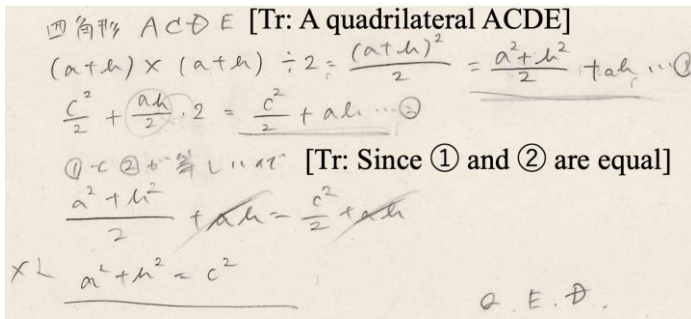 四角形 ACDE [Tr: A quadrilateral ACDE]
(a+b) × (a+b) ÷ 2 = (a+b)²/2 = (a²+b²)/2 + ab … ①
c²/2 + ab/2 · 2 = c²/2 + ab … ②
①と②が等しいので [Tr: Since ① and ② are equal]
(a²+b²)/2 + ab = c²/2 + ab
a²+b² = c²
Q.E.D.